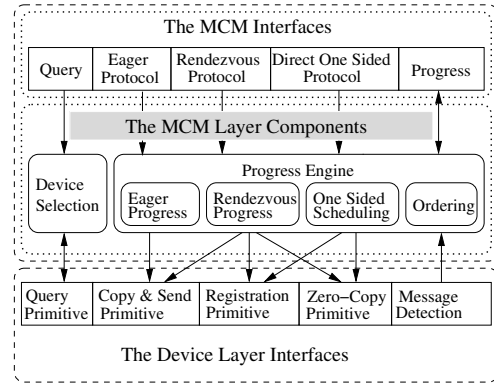 The MCM Interfaces
Query
Eager
Protocol
Rendezvous
Protocol
Direct One Sided
Protocol
Progress
The MCM Layer Components
Device
Selection
Progress Engine
Eager
Progress
Rendezvous
Progress
One Sided
Scheduling
Ordering
Query
Primitive
Copy & Send
Primitive
Registration
Primitive
Zero−Copy
Primitive
Message
Detection
The Device Layer Interfaces